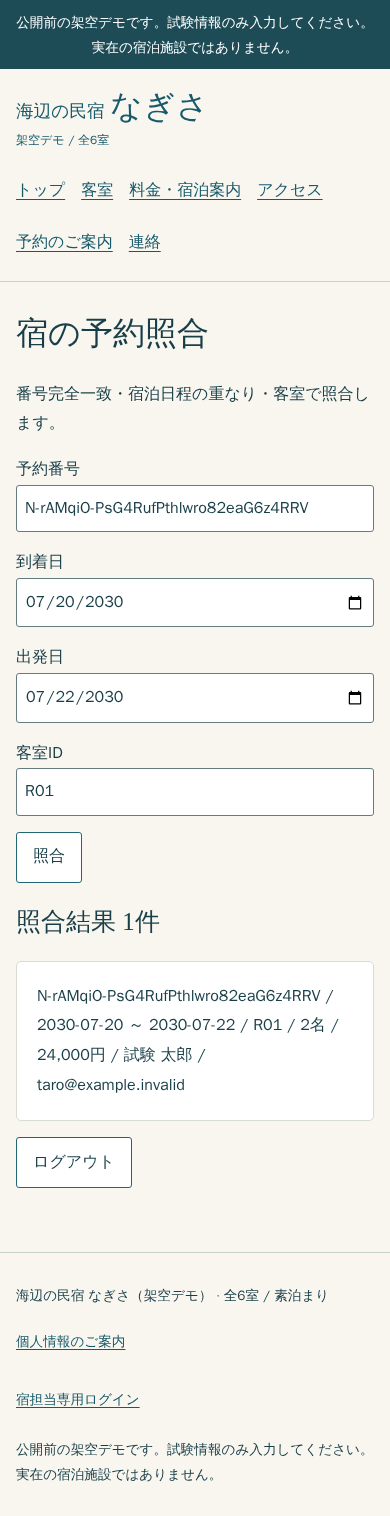 公開前の架空デモです。試験情報のみ入力してください。
実在の宿泊施設ではありません。
海辺の民宿 なぎさ
架空デモ / 全6室
トップ 客室 料金・宿泊案内 アクセス
予約のご案内 連絡
宿の予約照合
番号完全一致・宿泊日程の重なり・客室で照合し
ます。
予約番号
N-rAMqiO-PsG4RufPthlwro82eaG6z4RRV
到着日
07/20/2030
出発日
07/22/2030
客室ID
R01
照合
照合結果 1件
N-rAMqiO-PsG4RufPthlwro82eaG6z4RRV /
2030-07-20 ～ 2030-07-22 / R01 / 2名 /
24,000円 / 試験 太郎 /
taro@example.invalid
ログアウト
海辺の民宿 なぎさ（架空デモ） · 全6室 / 素泊まり
個人情報のご案内
宿担当専用ログイン
公開前の架空デモです。試験情報のみ入力してください。
実在の宿泊施設ではありません。